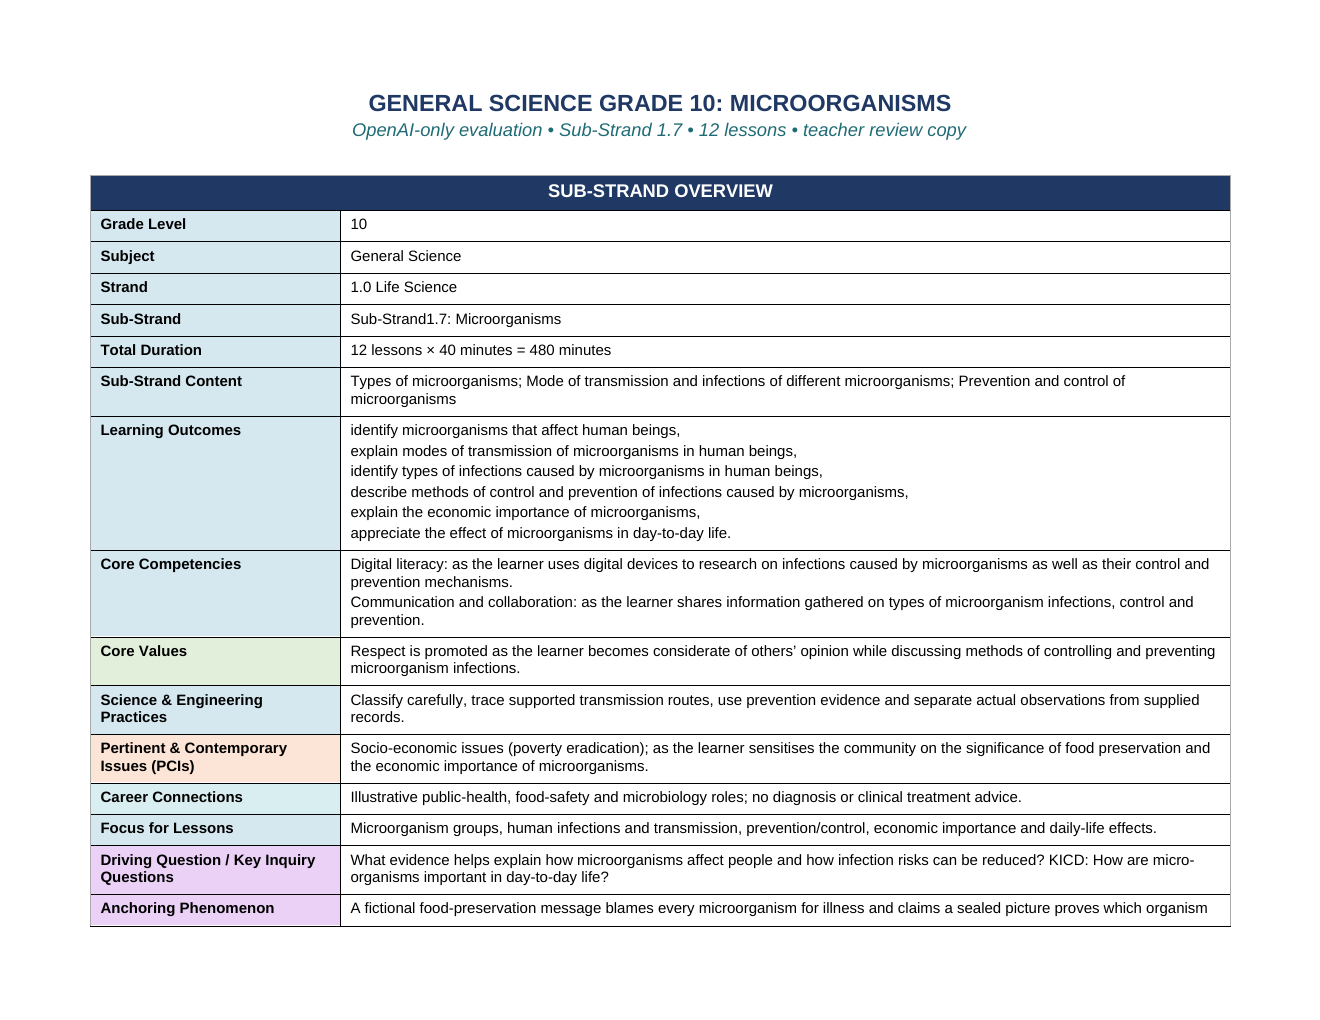 GENERAL SCIENCE GRADE 10: MICROORGANISMS
OpenAI-only evaluation • Sub-Strand 1.7 • 12 lessons • teacher review copy
SUB-STRAND OVERVIEW
Grade Level
10
Subject
General Science
Strand
1.0 Life Science
Sub-Strand
Sub-Strand1.7: Microorganisms
Total Duration
12 lessons × 40 minutes = 480 minutes
Sub-Strand Content
Types of microorganisms; Mode of transmission and infections of different microorganisms; Prevention and control of
microorganisms
Learning Outcomes
identify microorganisms that affect human beings,
explain modes of transmission of microorganisms in human beings,
identify types of infections caused by microorganisms in human beings,
describe methods of control and prevention of infections caused by microorganisms,
explain the economic importance of microorganisms,
appreciate the effect of microorganisms in day-to-day life.
Core Competencies
Digital literacy: as the learner uses digital devices to research on infections caused by microorganisms as well as their control and
prevention mechanisms.
Communication and collaboration: as the learner shares information gathered on types of microorganism infections, control and
prevention.
Core Values
Respect is promoted as the learner becomes considerate of others’ opinion while discussing methods of controlling and preventing
microorganism infections.
Science & Engineering
Practices
Classify carefully, trace supported transmission routes, use prevention evidence and separate actual observations from supplied
records.
Pertinent & Contemporary
Issues (PCIs)
Socio-economic issues (poverty eradication); as the learner sensitises the community on the significance of food preservation and
the economic importance of microorganisms.
Career Connections
Illustrative public-health, food-safety and microbiology roles; no diagnosis or clinical treatment advice.
Focus for Lessons
Microorganism groups, human infections and transmission, prevention/control, economic importance and daily-life effects.
Driving Question / Key Inquiry
Questions
What evidence helps explain how microorganisms affect people and how infection risks can be reduced? KICD: How are micro-
organisms important in day-to-day life?
Anchoring Phenomenon
A fictional food-preservation message blames every microorganism for illness and claims a sealed picture proves which organism